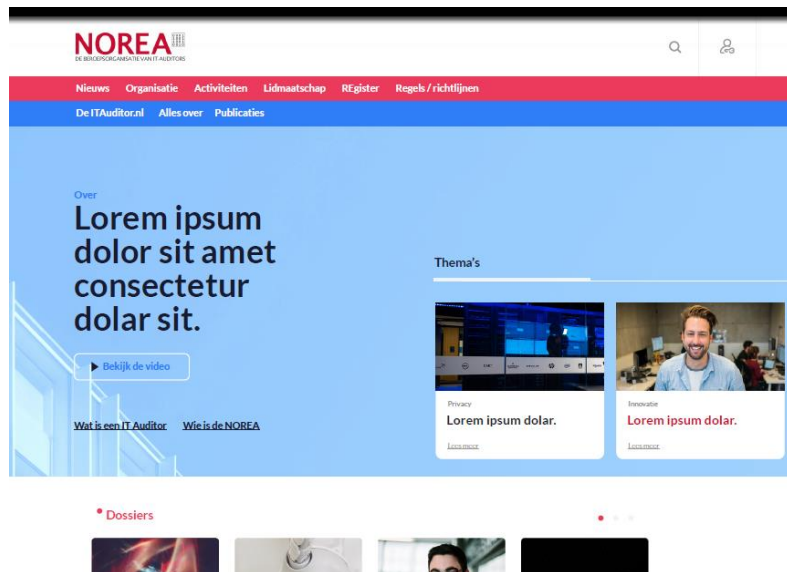 NOREA
DE BEROEPSORGANISATIE VAN IT-AUDITORS
Nieuws Organisatie Activiteiten Lidmaatschap REgister Regels / richtlijnen
De ITAuditor.nl Alles over Publicaties
Over
Lorem ipsum
dolor sit amet
consectetur
dolar sit.
Bekijk de video
Wat is een IT Auditor Wie is de NOREA
Thema's
Privacy
Lorem ipsum dolar.
Lees meer
Innovatie
Lorem ipsum dolar.
Lees meer
Dossiers